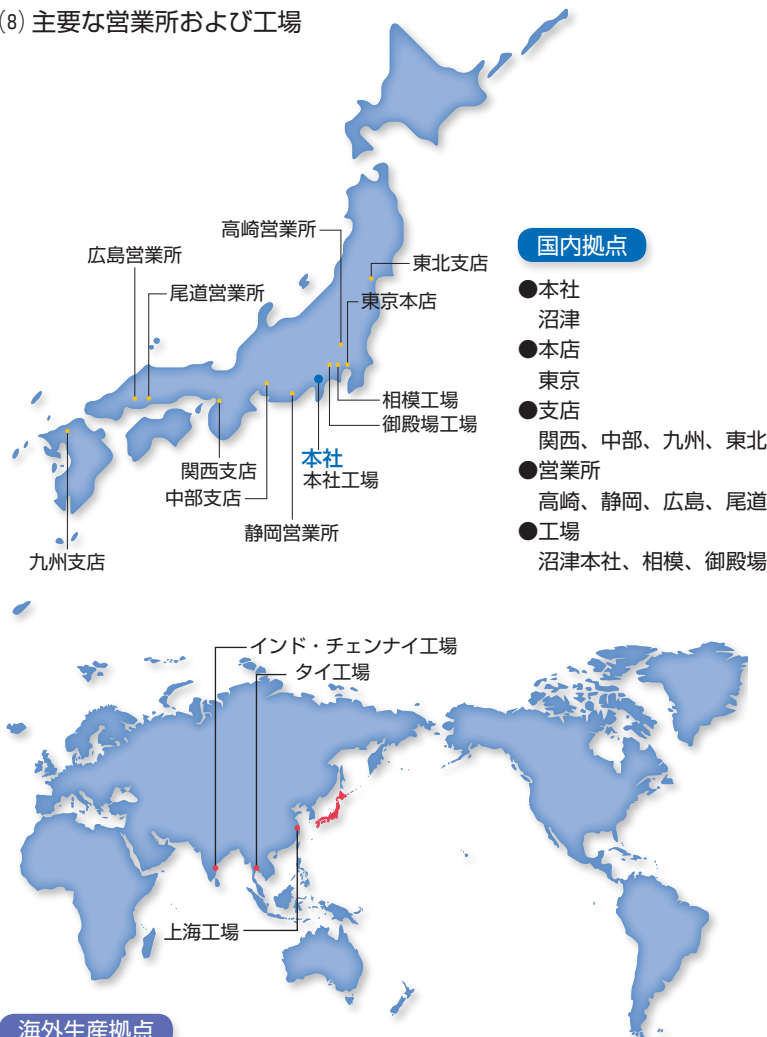 (8) 主要な営業所および工場
高崎営業所
広島営業所
東北支店
尾道営業所
東京本店
相模工場
御殿場工場
関西支店
本社
本社工場
中部支店
静岡営業所
九州支店
国内拠点
●本社
沼津
●本店
東京
●支店
関西、中部、九州、東北
●営業所
高崎、静岡、広島、尾道
●工場
沼津本社、相模、御殿場
インド・チェンナイ工場
タイ工場
上海工場
海外生産拠点